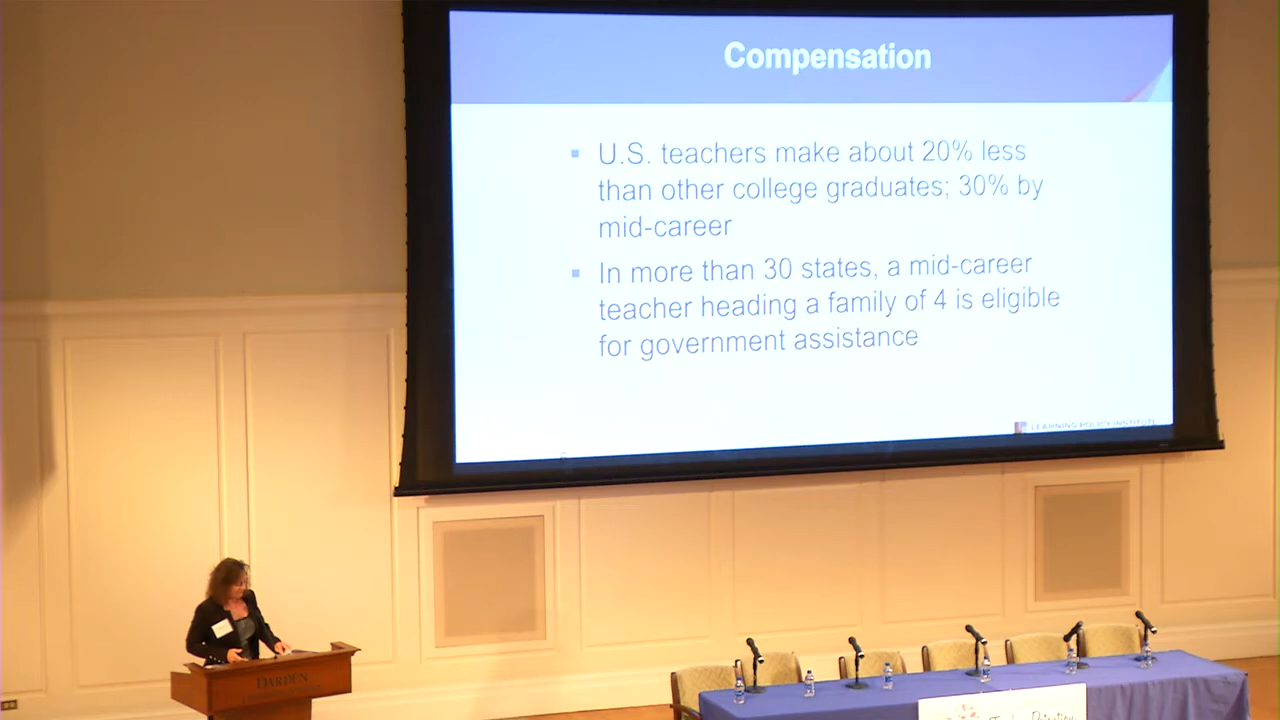 Compensation
U.S. teachers make about 20% less
than other college graduates; 30% by
mid-career
In more than 30 states, a mid-career
teacher heading a family of 4 is eligible
for government assistance
LEARNING POLICY INSTITUTE
DARDEN